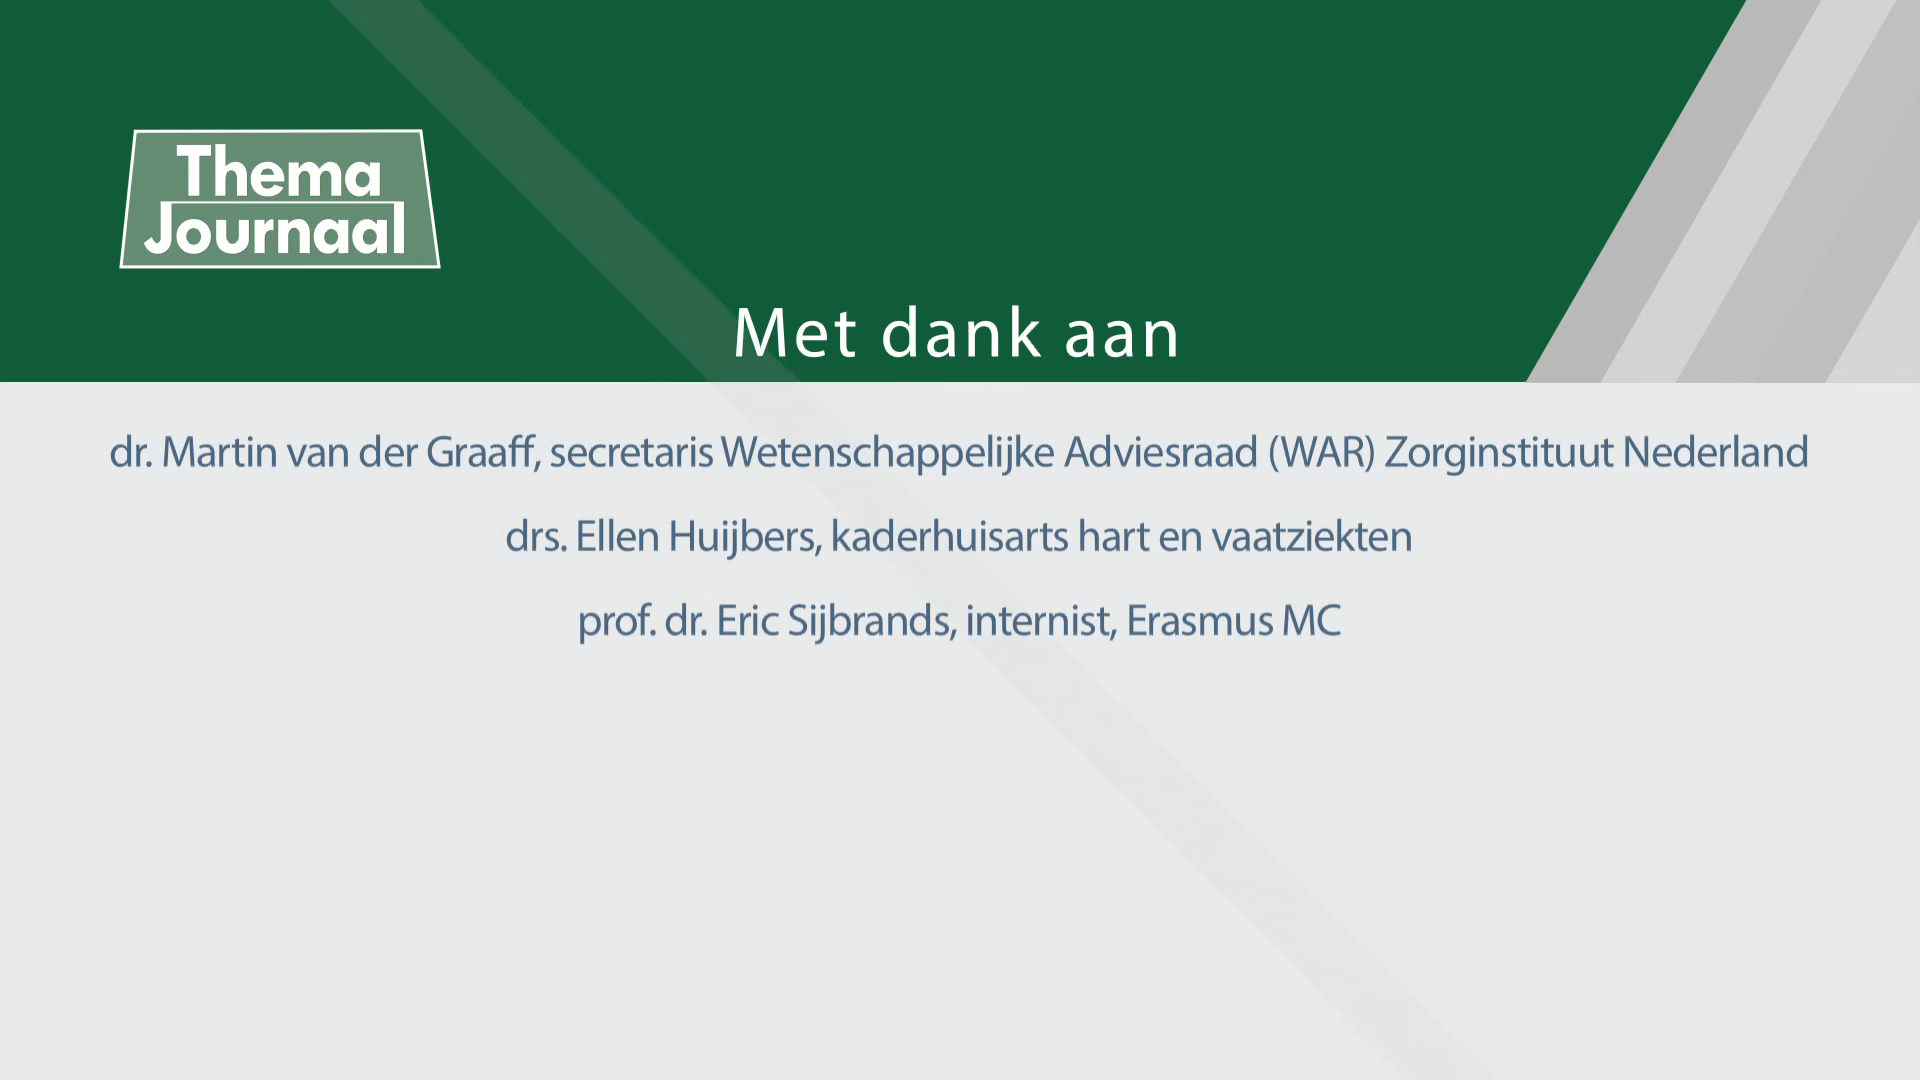 Thema
Journaal
Met dank aan
dr. Martin van der Graaff, secretaris Wetenschappelijke Adviesraad (WAR) Zorginstituut Nederland
drs. Ellen Huijbers, kaderhuisarts hart en vaatziekten
prof. dr. Eric Sijbrands, internist, Erasmus MC